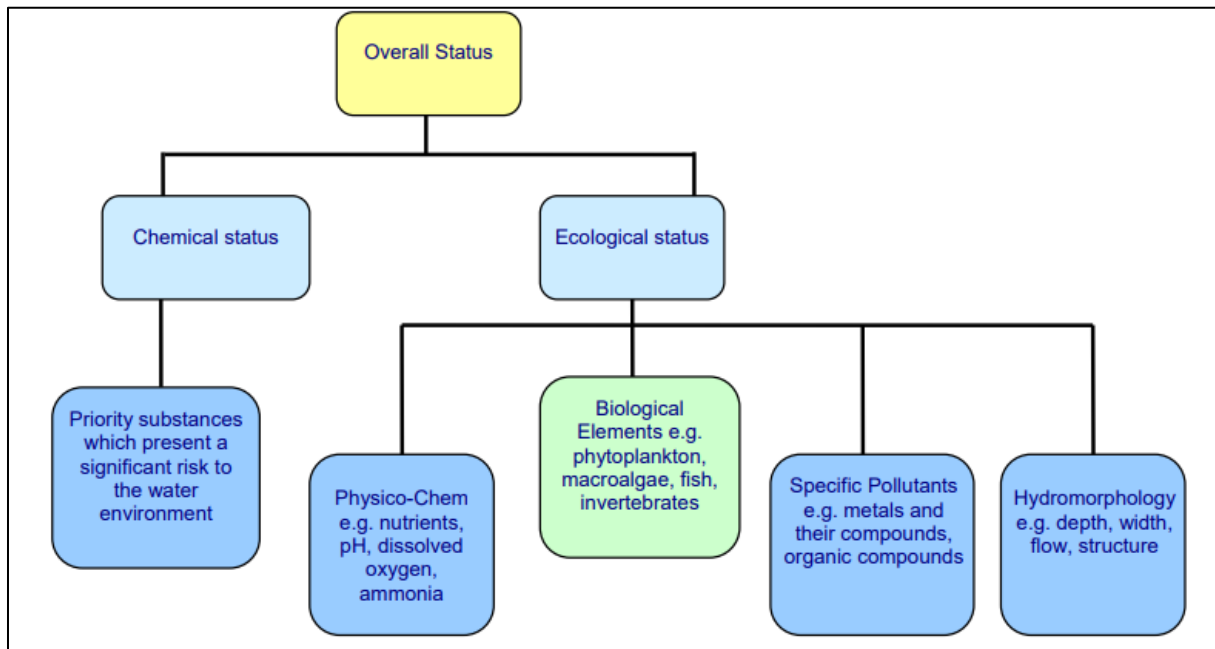 Overall Status
Chemical status
Ecological status
Priority substances
which present a
significant risk to
the water
environment
Physico-Chem
e.g. nutrients,
pH, dissolved
oxygen,
ammonia
Biological
Elements e.g.
phytoplankton,
macroalgae, fish,
invertebrates
Specific Pollutants
e.g. metals and
their compounds,
organic compounds
Hydromorphology
e.g. depth, width,
flow, structure